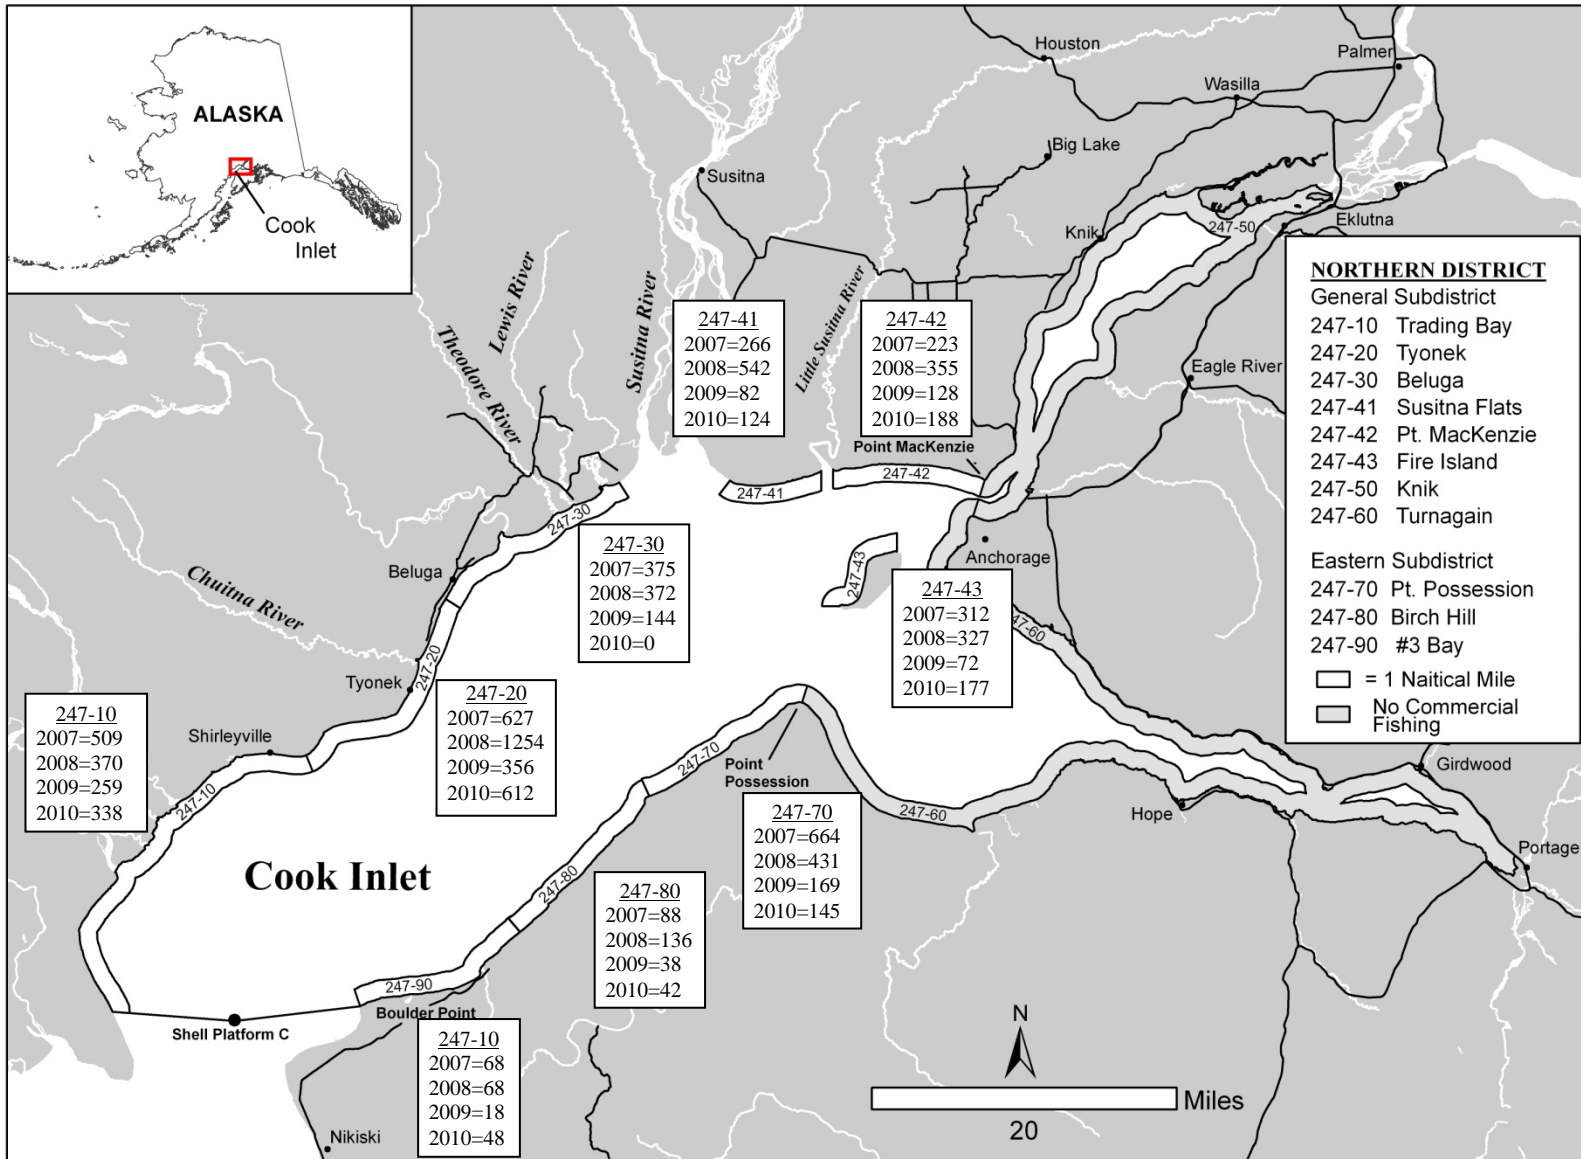 ALASKA
Cook
Inlet
Houston
Palmer
Wasilla
Big Lake
Susitna
Knik
247-50
Eklutna
Eagle River
Theodore River
Lewis River
Susitna River
Little Susitna River
247-41
2007=266
2008=542
2009=82
2010=124
247-42
2007=223
2008=355
2009=128
2010=188
Point MacKenzie
247-41
247-42
NORTHERN DISTRICT
General Subdistrict
247-10 Trading Bay
247-20 Tyonek
247-30 Beluga
247-41 Susitna Flats
247-42 Pt. MacKenzie
247-43 Fire Island
247-50 Knik
247-60 Turnagain
Eastern Subdistrict
247-70 Pt. Possession
247-80 Birch Hill
247-90 #3 Bay
= 1 Naitical Mile
No Commercial
Fishing
247-30
247-30
2007=375
2008=372
2009=144
2010=0
Beluga
Chuitna River
Anchorage
247-43
247-43
2007=312
2008=327
2009=72
2010=177
47-60
Tyonek
247-20
247-20
2007=627
2008=1254
2009=356
2010=612
247-10
2007=509
2008=370
2009=259
2010=338
Shirleyville
247-10
247-70
Point
Possession
247-60
247-70
2007=664
2008=431
2009=169
2010=145
Hope
Girdwood
Portage
Cook Inlet
247-80
247-80
2007=88
2008=136
2009=38
2010=42
247-90
Boulder Point
Shell Platform C
247-10
2007=68
2008=68
2009=18
2010=48
Nikiski
N
Miles
20